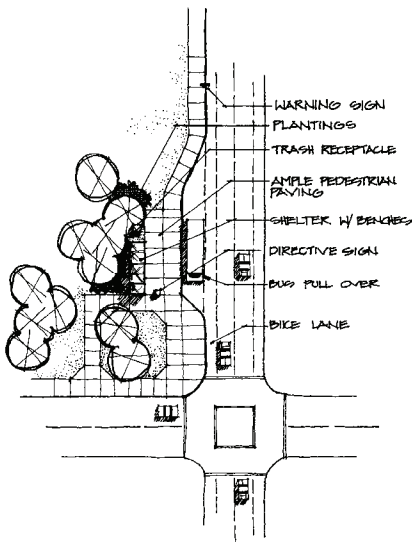 WARNING SIGN
PLANTINGS
TRASH RECEPTACLE
AMPLE PEDESTRIAN
PAVING
SHELTER W/ BENCHES
DIRECTIVE SIGN
BUS PULL OVER
BIKE LANE